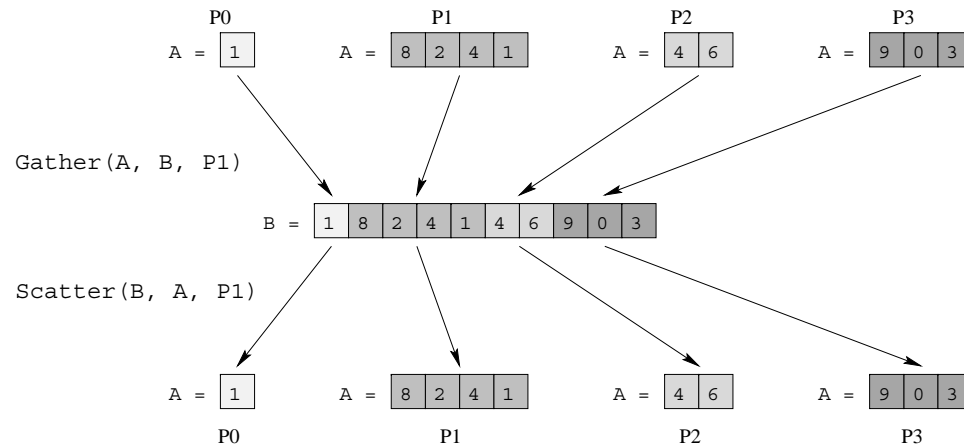 P0 P1 P2 P3
A = 1 A = 8 2 4 1 A = 4 6 A = 9 0 3
Gather(A, B, P1)
B = 1 8 2 4 1 4 6 9 0 3
Scatter(B, A, P1)
A = 1 A = 8 2 4 1 A = 4 6 A = 9 0 3
P0 P1 P2 P3